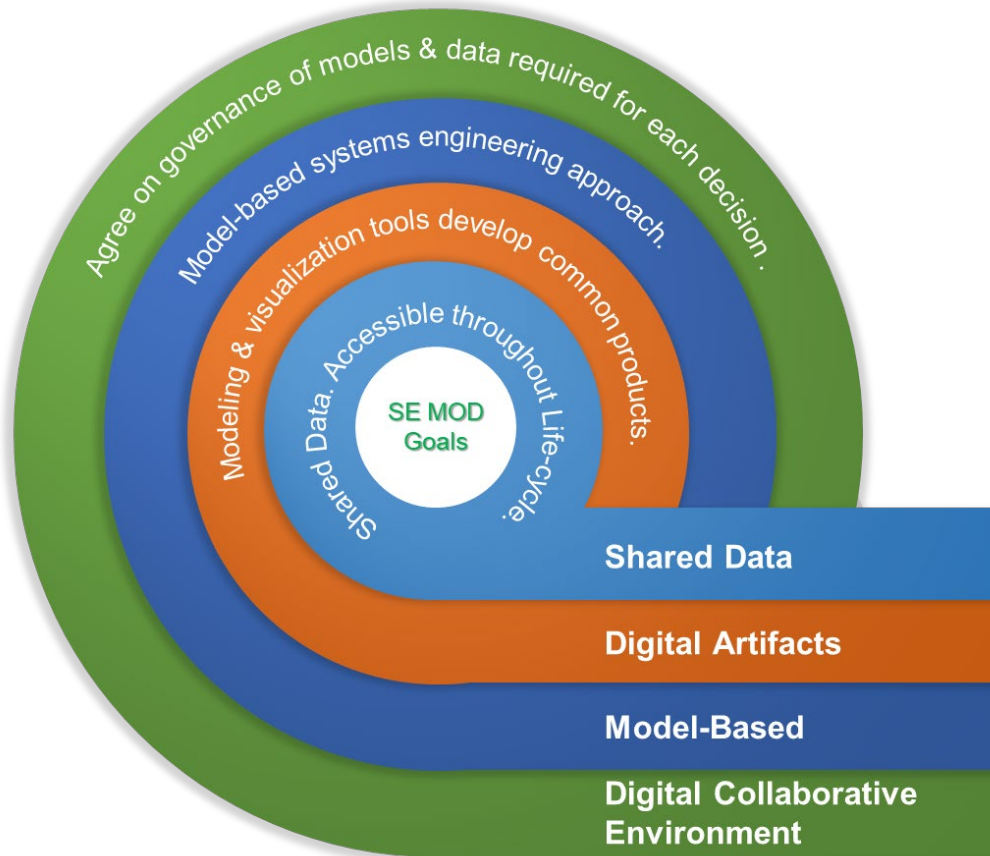 Agree on governance of models & data required for each decision .
Model-based systems engineering approach.
Modeling & visualization tools develop common products.
Shared Data. Accessible throughout Life-cycle.
SE MOD
Goals
Shared Data
Digital Artifacts
Model-Based
Digital Collaborative
Environment